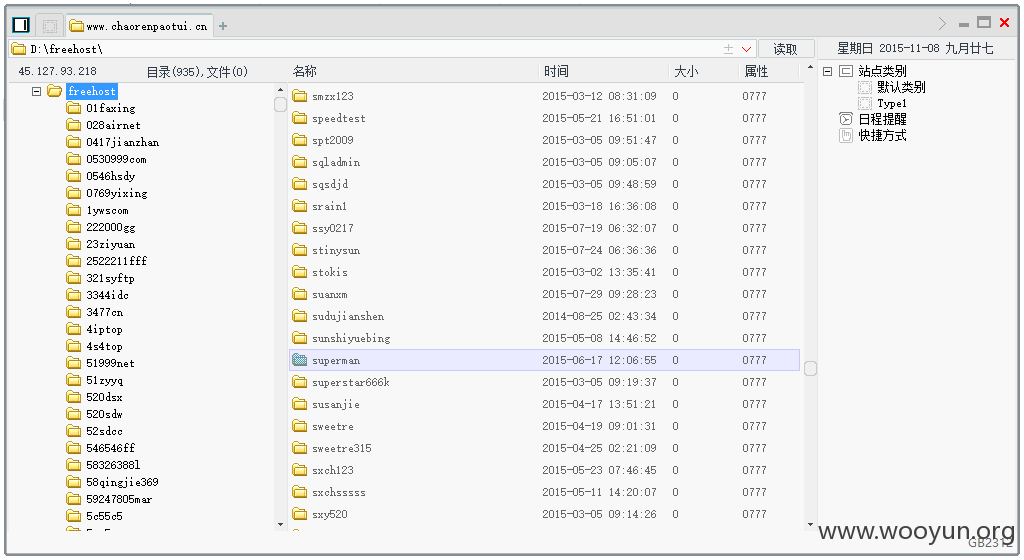 www.chaorenpaotui.cn
D:\freehost\
读取
星期日 2015-11-08 九月廿七
45.127.93.218 目录(935),文件(0)
名称 时间 大小 属性
freehost
01faxing
028airnet
0417jianzhan
0530999com
0546hsdy
0769yixing
1ywscom
222000gg
23ziyuan
2522211fff
321syftp
3344idc
3477cn
4iptop
4s4top
51999net
51zyyq
520dsx
520sdw
52sdcc
546546ff
58326388l
58qingjie369
59247805mar
5c55c5
smzx123 2015-03-12 08:31:09 0 0777
speedtest 2015-05-21 16:51:01 0 0777
spt2009 2015-03-05 09:51:47 0 0777
sqladmin 2015-03-05 09:05:07 0 0777
sqsdjd 2015-03-05 09:48:59 0 0777
srain1 2015-03-18 16:36:08 0 0777
ssy0217 2015-07-19 06:32:07 0 0777
stinysun 2015-07-24 06:36:36 0 0777
stokis 2015-03-02 13:35:41 0 0777
suanxm 2015-07-29 09:28:23 0 0777
sudujianshen 2014-08-25 02:43:34 0 0777
sunshiyuebing 2015-05-08 14:46:52 0 0777
superman 2015-06-17 12:06:55 0 0777
superstar666k 2015-03-05 09:19:37 0 0777
susanjie 2015-04-17 13:51:21 0 0777
sweetre 2015-04-19 09:01:31 0 0777
sweetre315 2015-04-25 02:21:09 0 0777
sxch123 2015-05-23 07:46:45 0 0777
sxchsssss 2015-05-11 14:20:07 0 0777
sxy520 2015-03-05 09:14:26 0 0777
站点类别
默认类别
Type1
日程提醒
快捷方式
www.wooyun.org
GB2312